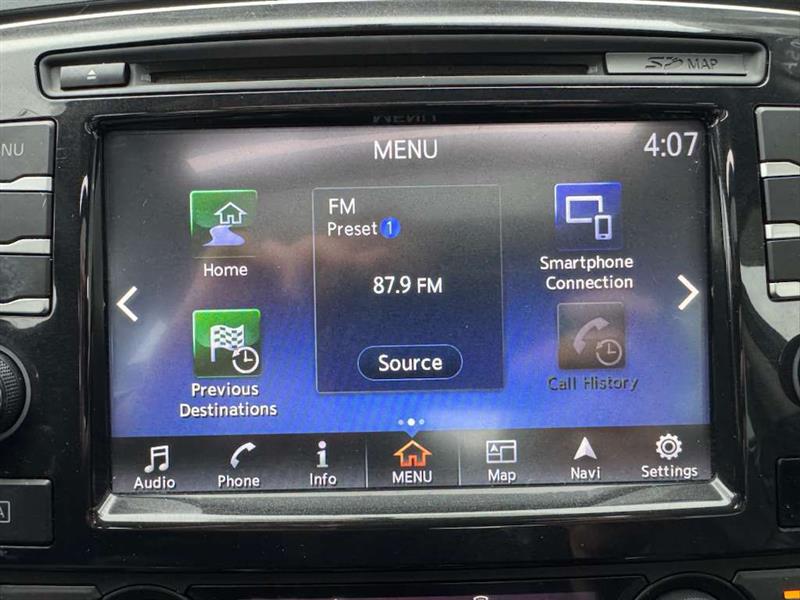 SD MAP
NU
MENU
4:07
FM
Preset 1
87.9 FM
Source
Home
Previous
Destinations
Smartphone
Connection
Call History
Audio
Phone
Info
MENU
Map
Navi
Settings
A